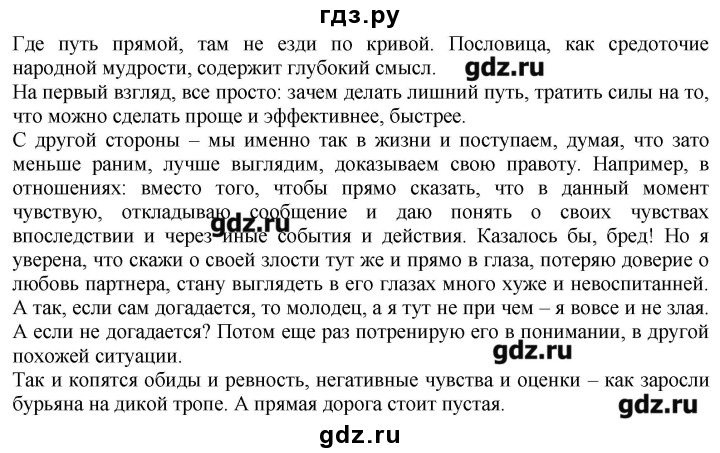 гдз.ру
Где путь прямой, там не езди по кривой. Пословица, как средоточие
народной мудрости, содержит глубокий смысл.
gdz.ru
На первый взгляд, все просто: зачем делать лишний путь, тратить силы на то,
что можно сделать проще и эффективнее, быстрее.
С другой стороны – мы именно так в жизни и поступаем, думая, что зато
меньше раним, лучше выглядим, доказываем свою правоту. Например, в
отношениях: вместо того, чтобы прямо сказать, что в данный момент
чувствую, откладываю сообщение и даю понять о своих чувствах
gdz.ru
впоследствии и через иные события и действия. Казалось бы, бред! Но я
уверена, что скажи о своей злости тут же и прямо в глаза, потеряю доверие о
любовь партнера, стану выглядеть в его глазах много хуже и невоспитанней.
А так, если сам догадается, то молодец, а я тут не при чем – я вовсе и не злая.
А если не догадается? Потом еще раз потренирую его в понимании, в другой
похожей ситуации.
gdz.ru
Так и копятся обиды и ревность, негативные чувства и оценки – как заросли
бурьяна на дикой тропе. А прямая дорога стоит пустая.
gdz.ru
gdz.ru